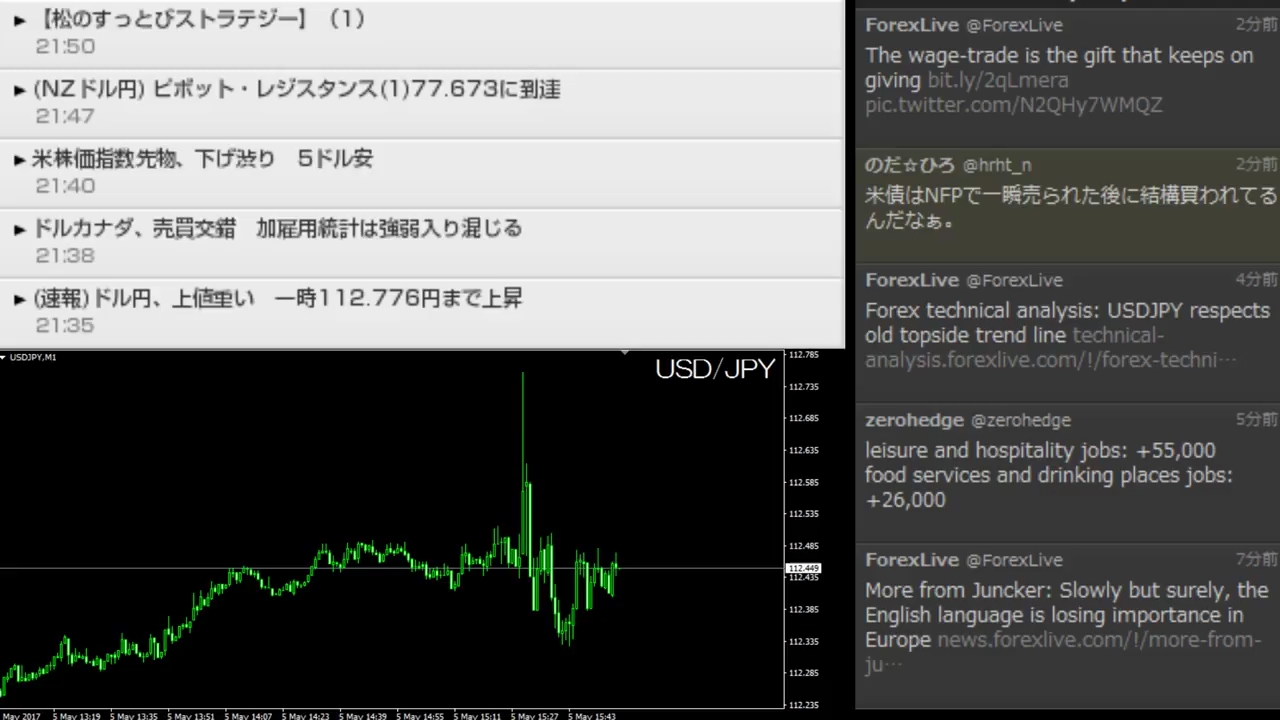 ▶ 【松のすっとぴストラテジー】 （1）
21:50
▶ (NZドル円) ピボット・レジスタンス(1)77.673に到達
21:47
▶ 米株価指数先物、下げ渋り　5ドル安
21:40
▶ ドルカナダ、売買交錯　加雇用統計は強弱入り混じる
21:38
▶ (速報)ドル円、上値重い　一時112.776円まで上昇
21:35
USDJPY,M1
USD/JPY
112.785
112.735
112.685
112.635
112.585
112.535
112.485
112.449
112.435
112.385
112.335
112.285
112.235
May 2017 5 May 13:19 5 May 13:35 5 May 13:51 5 May 14:07 5 May 14:23 5 May 14:39 5 May 14:55 5 May 15:11 5 May 15:27 5 May 15:43
ForexLive @ForexLive 2分前
The wage-trade is the gift that keeps on
giving bit.ly/2qLmera
pic.twitter.com/N2QHy7WMQZ
のだ☆ひろ @hrht_n 2分前
米債はNFPで一瞬売られた後に結構買われてる
んだなぁ。
ForexLive @ForexLive 4分前
Forex technical analysis: USDJPY respects
old topside trend line technical-
analysis.forexlive.com/!/forex-techni…
zerohedge @zerohedge 5分前
leisure and hospitality jobs: +55,000
food services and drinking places jobs:
+26,000
ForexLive @ForexLive 7分前
More from Juncker: Slowly but surely, the
English language is losing importance in
Europe news.forexlive.com/!/more-from-
ju…